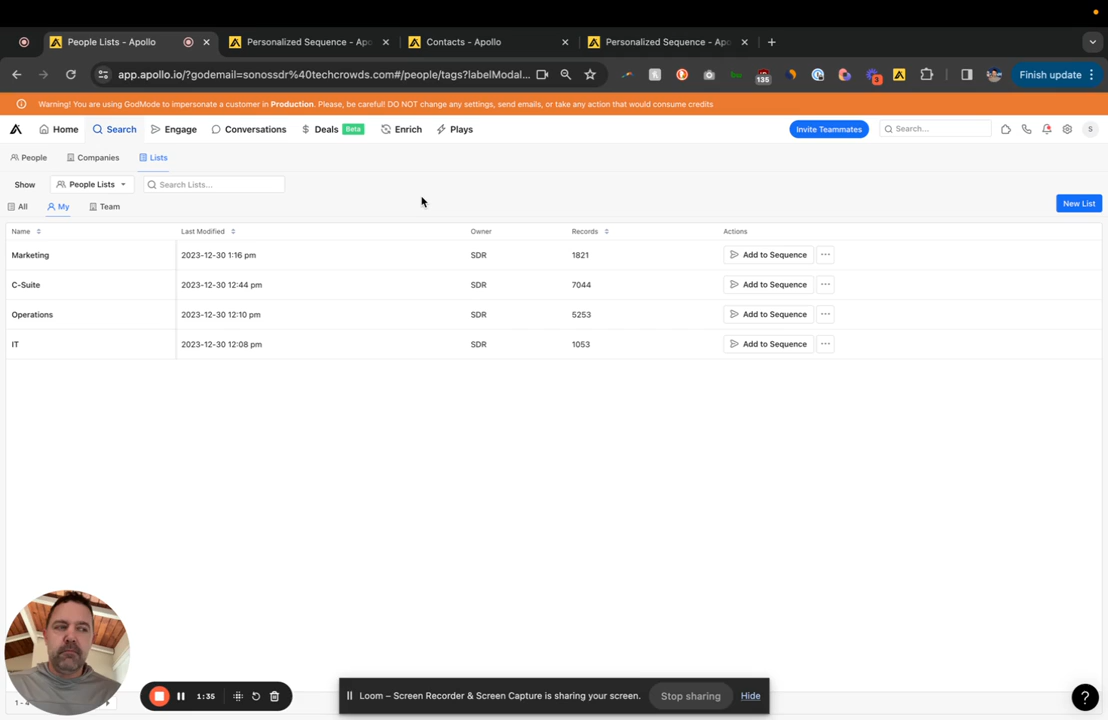 People Lists - Apollo
Personalized Sequence - Apo
Contacts - Apollo
Personalized Sequence - Apo
app.apollo.io/?godemail=sonossdr%40techcrowds.com#/people/tags?labelModal...
135
3
Finish update
Warning! You are using GodMode to impersonate a customer in Production. Please, be careful! DO NOT change any settings, send emails, or take any action that would consume credits
Home
Search
Engage
Conversations
Deals Beta
Enrich
Plays
Invite Teammates
Search...
S
People
Companies
Lists
Show
People Lists
Search Lists...
All
My
Team
New List
Name
Last Modified
Owner
Records
Actions
Marketing 2023-12-30 1:16 pm SDR 1821 Add to Sequence ...
C-Suite 2023-12-30 12:44 pm SDR 7044 Add to Sequence ...
Operations 2023-12-30 12:10 pm SDR 5253 Add to Sequence ...
IT 2023-12-30 12:08 pm SDR 1053 Add to Sequence ...
1:35
Loom – Screen Recorder & Screen Capture is sharing your screen.
Stop sharing
Hide
?